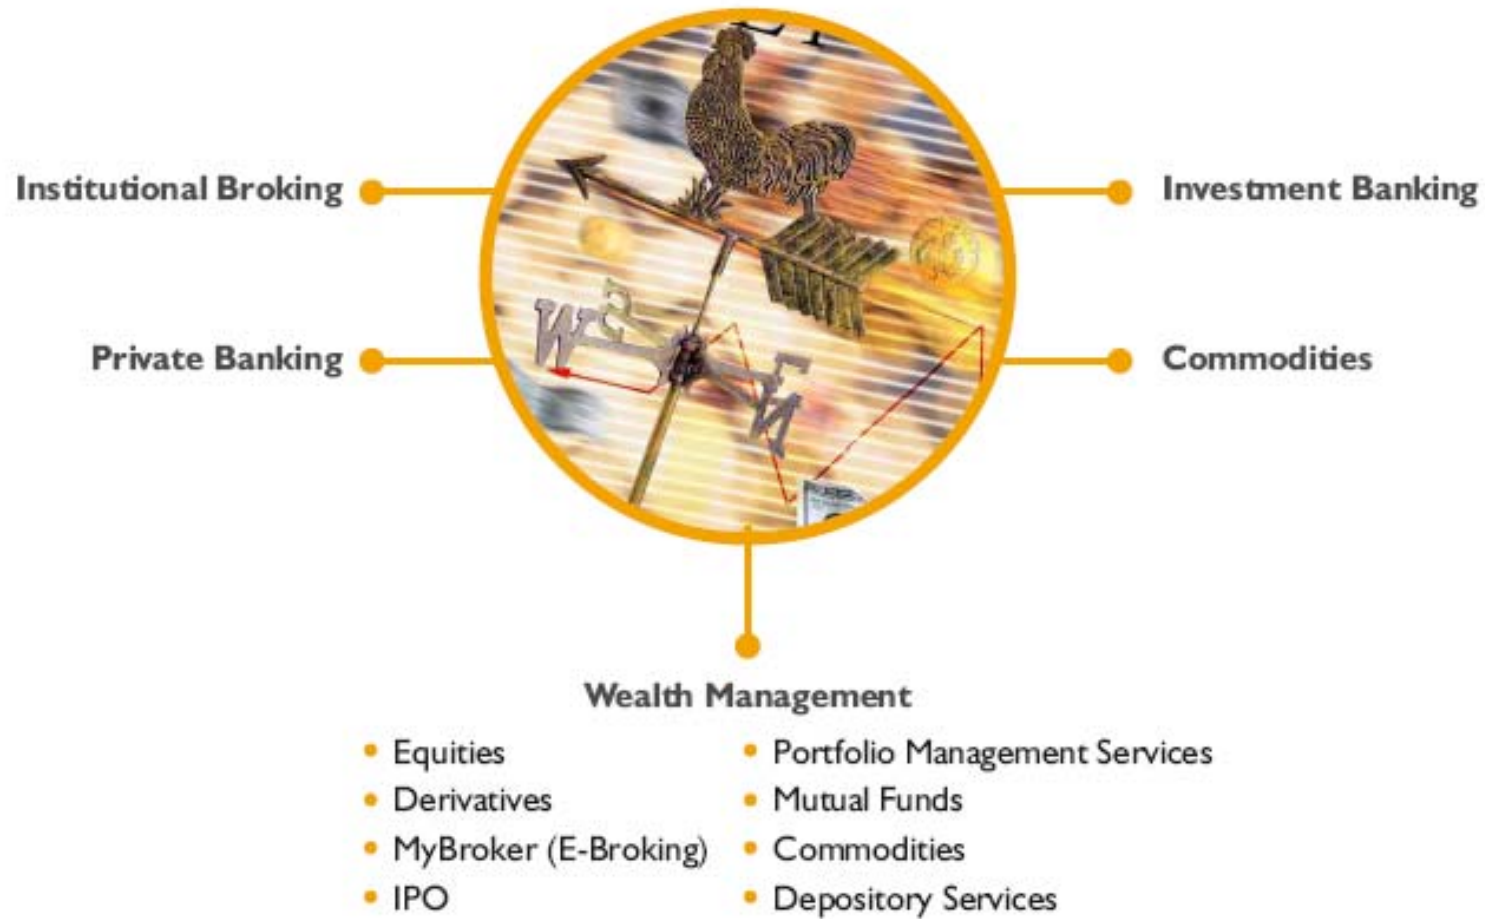 Institutional Broking
Investment Banking
Private Banking
Commodities
W
S
E
N
Wealth Management
• Equities
• Portfolio Management Services
• Derivatives
• Mutual Funds
• MyBroker (E-Broking)
• Commodities
• IPO
• Depository Services